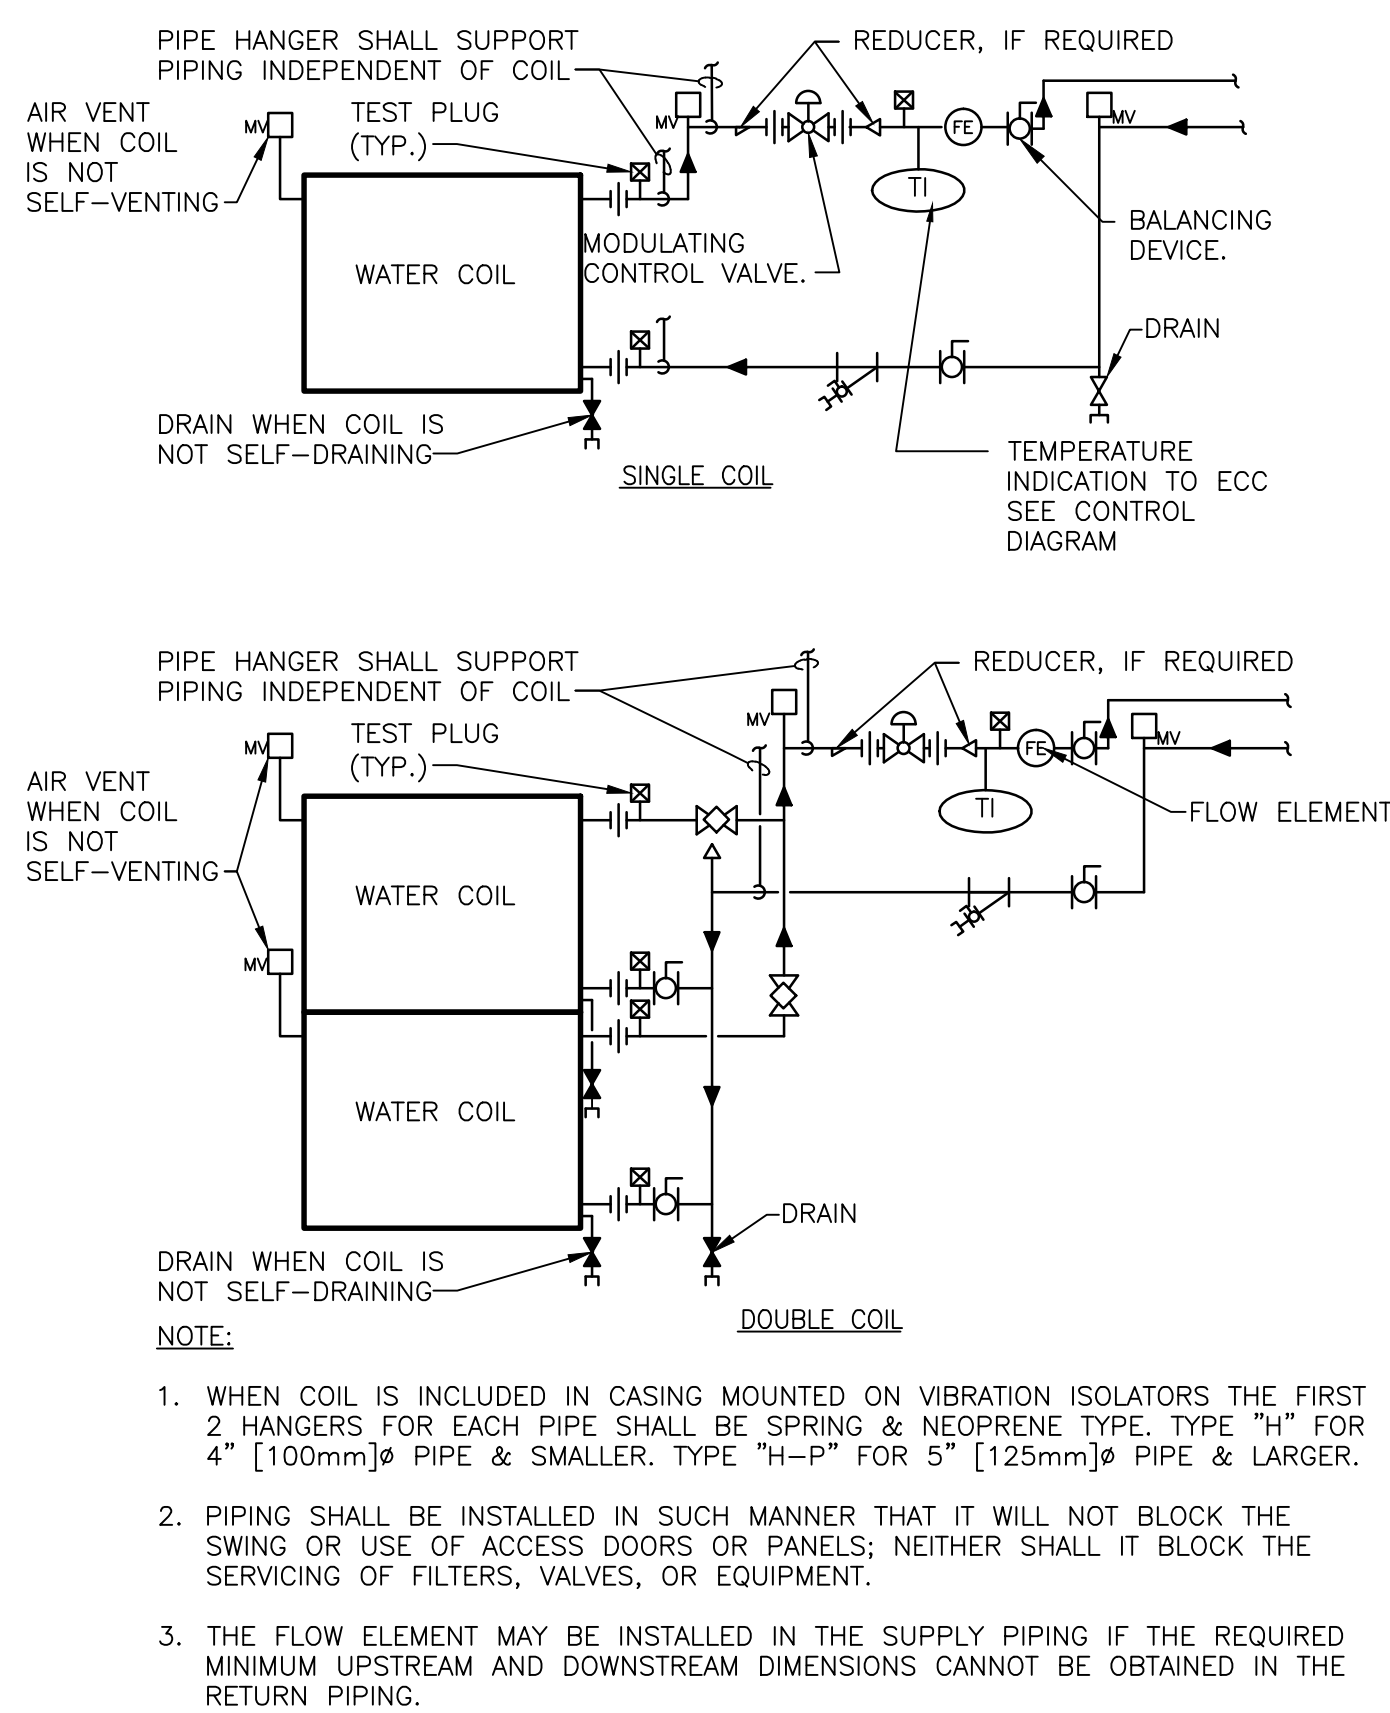 PIPE HANGER SHALL SUPPORT
PIPING INDEPENDENT OF COIL
REDUCER, IF REQUIRED
AIR VENT
WHEN COIL
IS NOT
SELF-VENTING
MV
TEST PLUG
(TYP.)
MV
FE
MV
TI
BALANCING
DEVICE.
MODULATING
CONTROL VALVE.
WATER COIL
DRAIN
DRAIN WHEN COIL IS
NOT SELF-DRAINING
SINGLE COIL
TEMPERATURE
INDICATION TO ECC
SEE CONTROL
DIAGRAM
PIPE HANGER SHALL SUPPORT
PIPING INDEPENDENT OF COIL
REDUCER, IF REQUIRED
TEST PLUG
(TYP.)
MV
MV
FE
MV
AIR VENT
WHEN COIL
IS NOT
SELF-VENTING
TI
FLOW ELEMENT
WATER COIL
MV
WATER COIL
DRAIN
DRAIN WHEN COIL IS
NOT SELF-DRAINING
DOUBLE COIL
NOTE:
1. WHEN COIL IS INCLUDED IN CASING MOUNTED ON VIBRATION ISOLATORS THE FIRST
2 HANGERS FOR EACH PIPE SHALL BE SPRING & NEOPRENE TYPE. TYPE "H" FOR
4" [100mm]ø PIPE & SMALLER. TYPE "H-P" FOR 5" [125mm]ø PIPE & LARGER.
2. PIPING SHALL BE INSTALLED IN SUCH MANNER THAT IT WILL NOT BLOCK THE
SWING OR USE OF ACCESS DOORS OR PANELS; NEITHER SHALL IT BLOCK THE
SERVICING OF FILTERS, VALVES, OR EQUIPMENT.
3. THE FLOW ELEMENT MAY BE INSTALLED IN THE SUPPLY PIPING IF THE REQUIRED
MINIMUM UPSTREAM AND DOWNSTREAM DIMENSIONS CANNOT BE OBTAINED IN THE
RETURN PIPING.